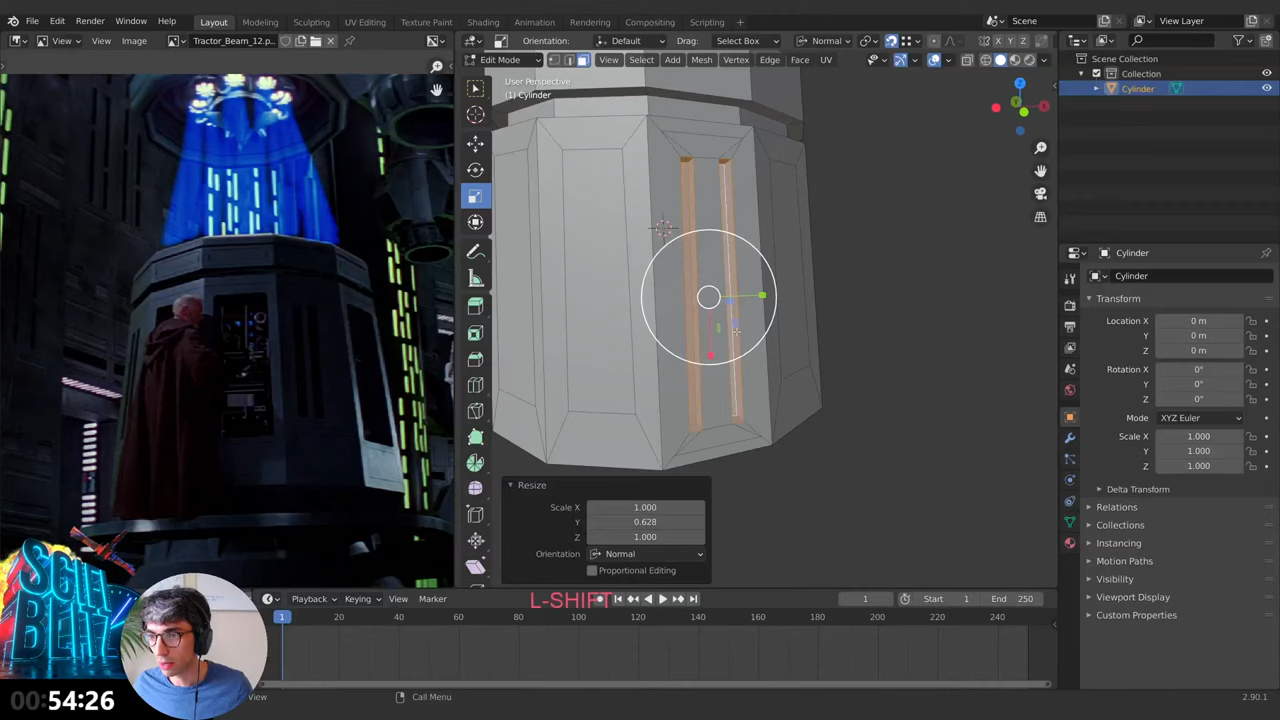 File Edit Render Window Help Layout Modeling Sculpting UV Editing Texture Paint Shading Animation Rendering Compositing Scripting + Scene View Layer
View View Image Tractor_Beam_12.p... Orientation: Default Drag: Select Box Normal X Y Z
Edit Mode View Select Add Mesh Vertex Edge Face UV
User Perspective
(1) Cylinder
Scene Collection
Collection
Cylinder
Z
Cylinder
Cylinder
Transform
Location X 0 m
Y 0 m
Z 0 m
Rotation X 0°
Y 0°
Z 0°
Mode XYZ Euler
Scale X 1.000
Y 1.000
Z 1.000
Delta Transform
Relations
Collections
Instancing
Motion Paths
Visibility
Viewport Display
Custom Properties
Resize
Scale X 1.000
Y 0.628
Z 1.000
Orientation Normal
Proportional Editing
L-SHIFT
Playback Keying View Marker 1 Start 1 End 250
1 20 40 60 80 100 120 140 160 180 200 220 240
00:54:26
View Call Menu 2.90.1